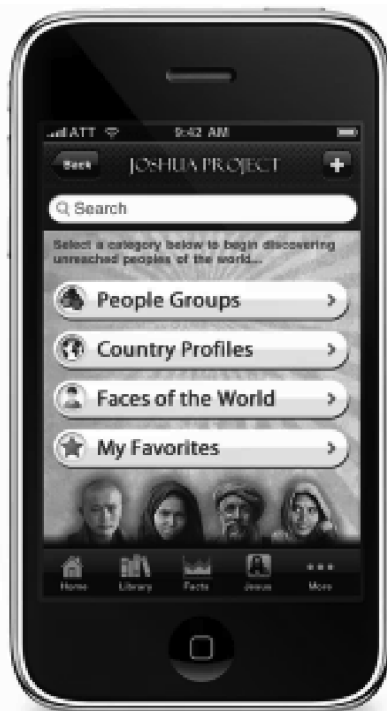 ATT 9:42 AM
Back JOSHUA PROJECT +
Search
Select a category below to begin discovering
unreached peoples of the world...
People Groups
Country Profiles
Faces of the World
My Favorites
Home Library Facts Jesus More